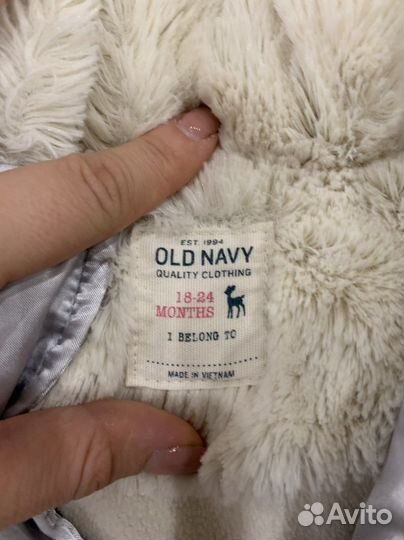 EST. 1994
OLD NAVY
QUALITY CLOTHING
18-24
MONTHS
I BELONG TO
MADE IN VIETNAM
Avito